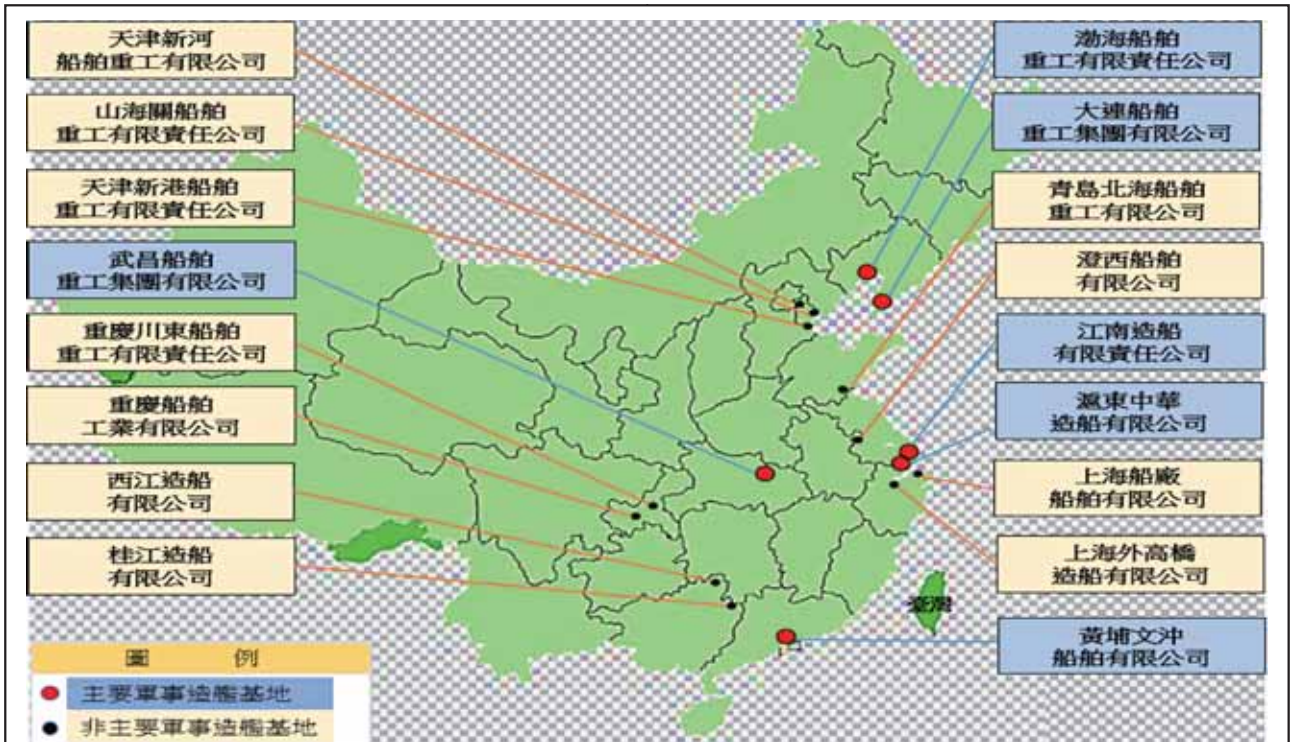 天津新河
船舶重工有限公司
山海關船舶
重工有限責任公司
天津新港船舶
重工有限責任公司
武昌船舶
重工集團有限公司
重慶川東船舶
重工有限責任公司
重慶船舶
工業有限公司
西江造船
有限公司
桂江造船
有限公司
渤海船舶
重工有限責任公司
大連船舶
重工集團有限公司
青島北海船舶
重工有限公司
澄西船舶
有限公司
江南造船
有限責任公司
滬東中華
造船有限公司
上海船廠
船舶有限公司
上海外高橋
造船有限公司
黃埔文沖
船舶有限公司
臺灣
圖 例
主要軍事造艦基地
非主要軍事造艦基地